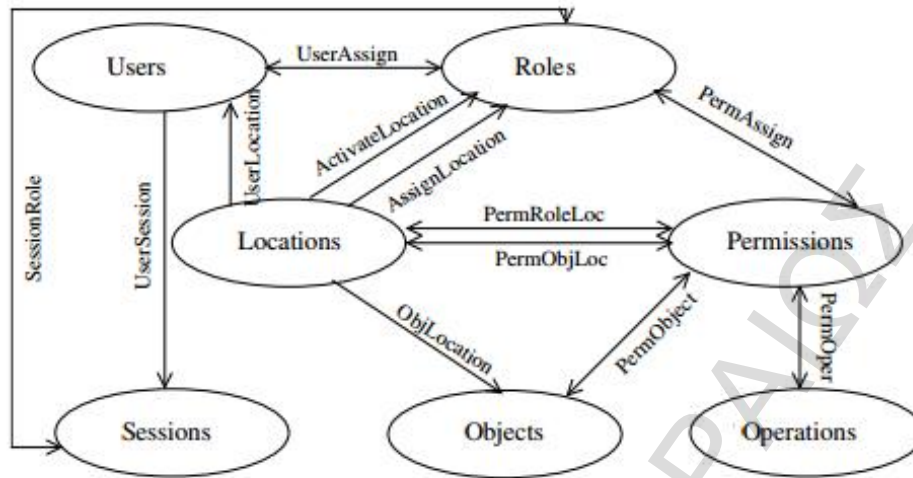 Users
UserAssign
Roles
PermAssign
ActivateLocation
AssignLocation
UserLocation
SessionRole
UserSession
Locations
PermRoleLoc
PermObjLoc
Permissions
ObjLocation
PermObject
PermOper
Sessions
Objects
Operations
ΡΑΙΩΣ